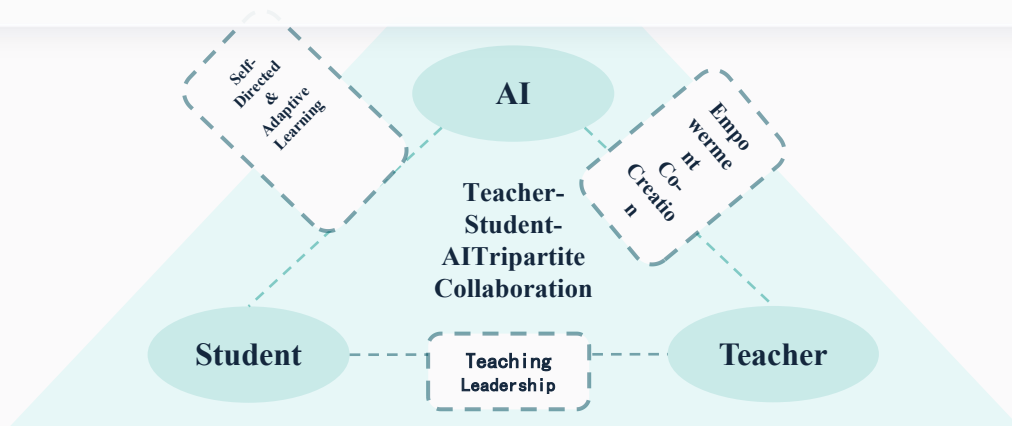 Self-
Directed
&
Adaptive
Learning
AI
Empo
werme
nt
Co-
Creatio
n
Teacher-
Student-
AITripartite
Collaboration
Student
Teaching
Leadership
Teacher